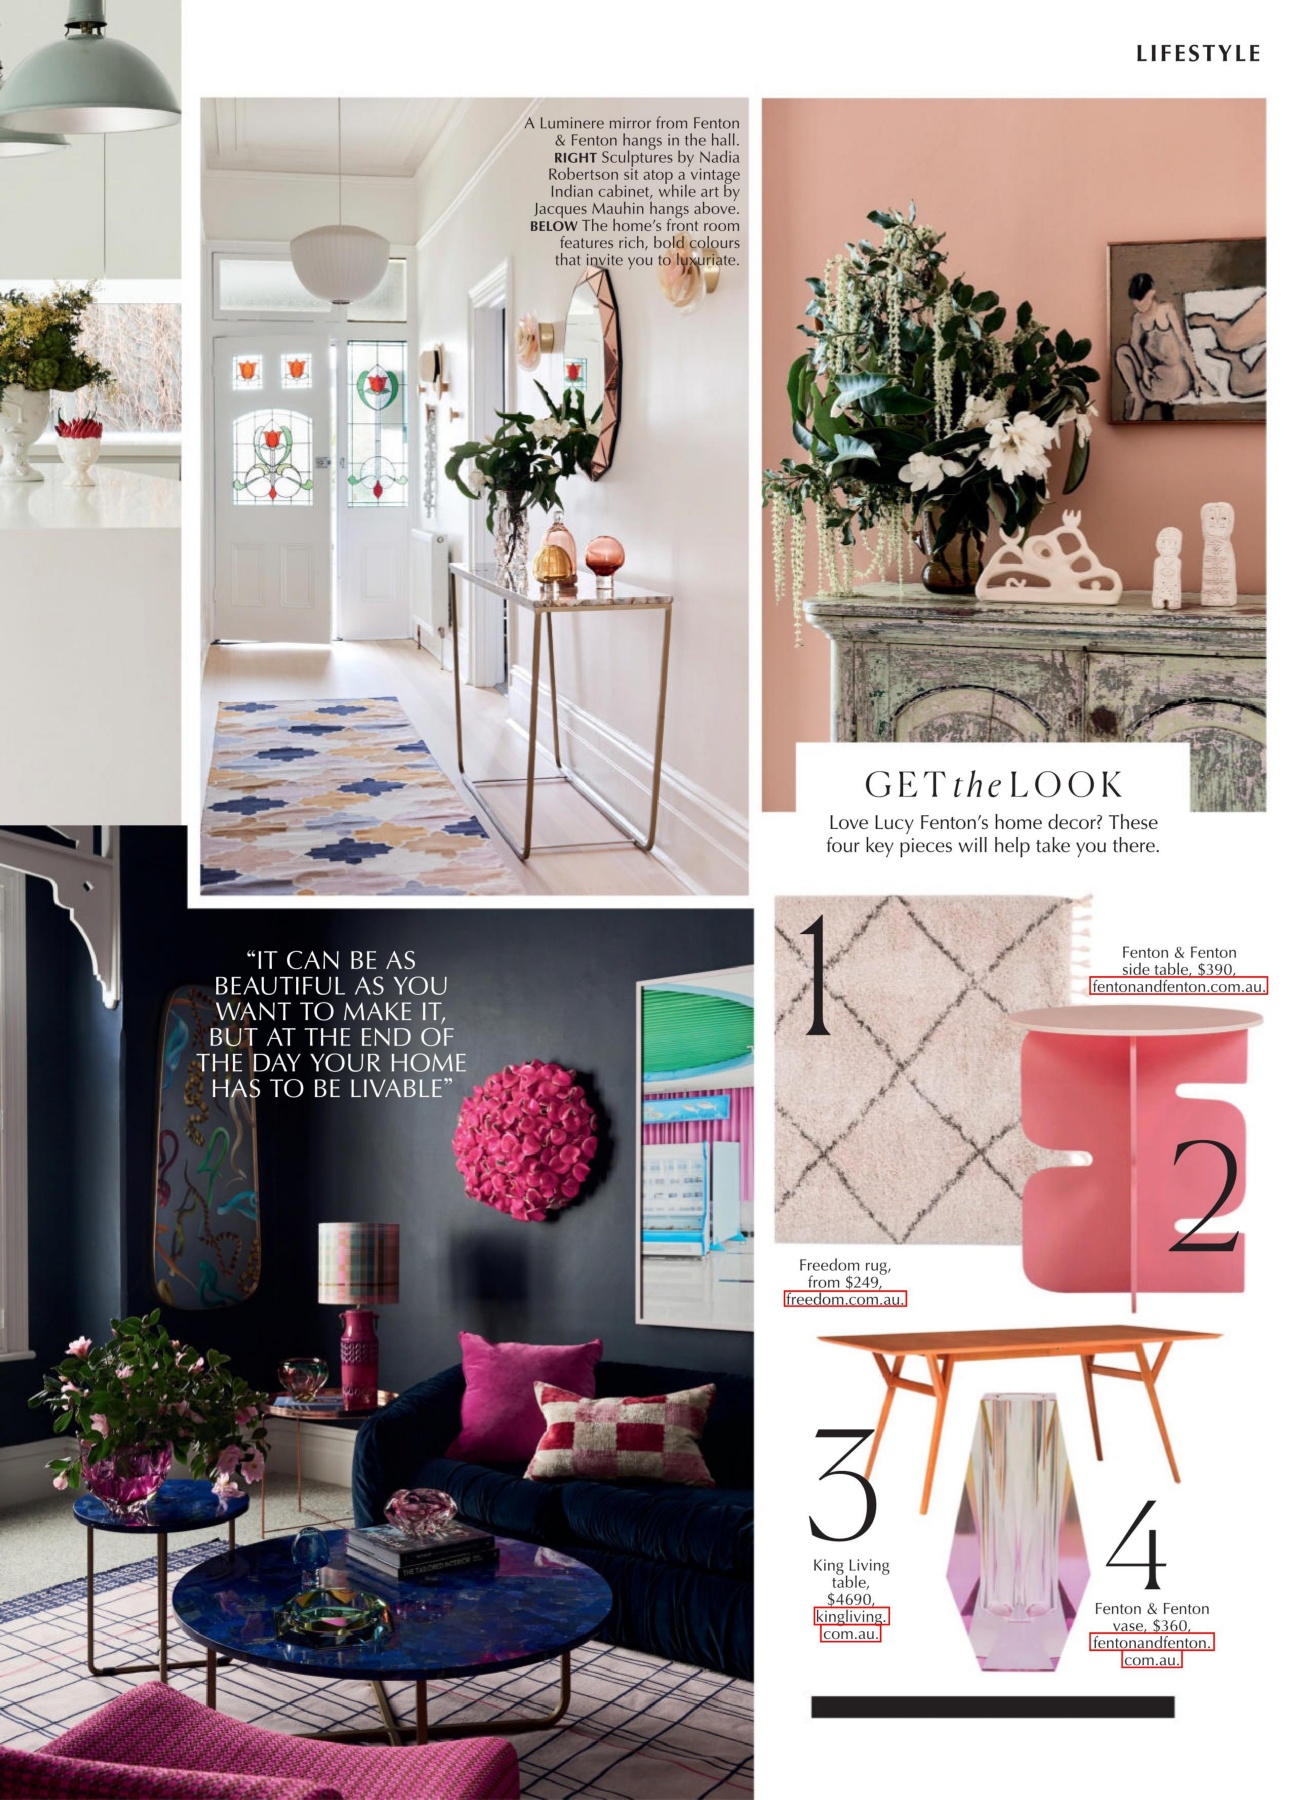 LIFESTYLE
A Luminere mirror from Fenton
& Fenton hangs in the hall.
RIGHT Sculptures by Nadia
Robertson sit atop a vintage
Indian cabinet, while art by
Jacques Mauhin hangs above.
BELOW The home’s front room
features rich, bold colours
that invite you to luxuriate.
GET the LOOK
Love Lucy Fenton’s home decor? These
four key pieces will help take you there.
“IT CAN BE AS
BEAUTIFUL AS YOU
WANT TO MAKE IT,
BUT AT THE END OF
THE DAY YOUR HOME
HAS TO BE LIVABLE”
1
Freedom rug,
from $249,
freedom.com.au.
Fenton & Fenton
side table, $390,
fentonandfenton.com.au.
2
3
King Living
table,
$4690,
kingliving.
com.au.
4
Fenton & Fenton
vase, $360,
fentonandfenton.
com.au.